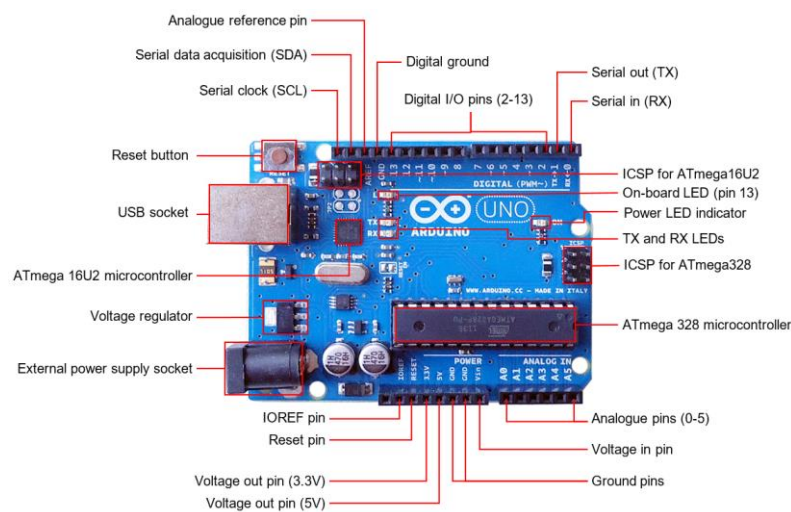 Analogue reference pin
Serial data acquisition (SDA)
Digital ground
Serial out (TX)
Serial clock (SCL)
Digital I/O pins (2-13)
Serial in (RX)
Reset button
RESET
AREF
GND
13
12
~11
~10
~9
8
7
~6
~5
4
~3
2
TX→1
RX←0
DIGITAL (PWM~)
ICSP for ATmega16U2
On-board LED (pin 13)
USB socket
L
TX
RX
ARDUINO
UNO
Power LED indicator
TX and RX LEDs
ICSP
ICSP for ATmega328
ATmega 16U2 microcontroller
WWW.ARDUINO.CC - MADE IN ITALY
Voltage regulator
ATMEGA328P-PU
ATmega 328 microcontroller
External power supply socket
POWER
ANALOG IN
IOREF
RESET
3.3V
5V
GND
GND
Vin
A0
A1
A2
A3
A4
A5
IOREF pin
Analogue pins (0-5)
Reset pin
Voltage in pin
Voltage out pin (3.3V)
Ground pins
Voltage out pin (5V)